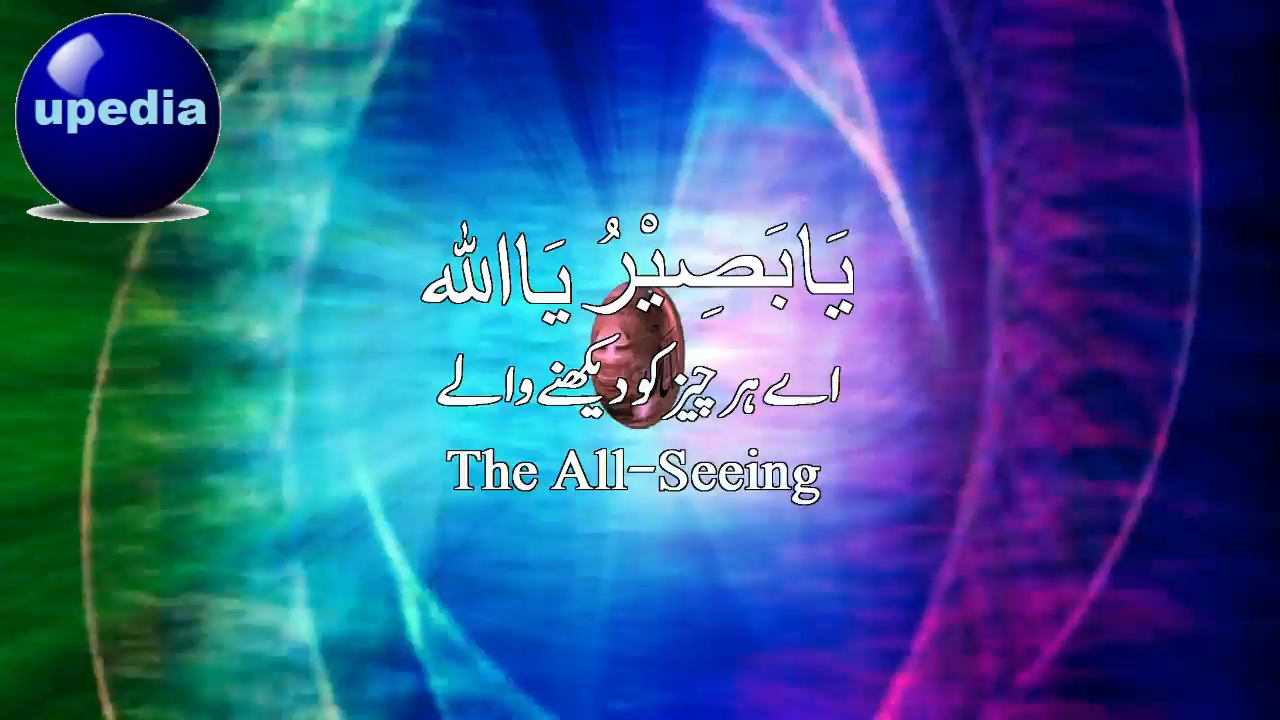 upedia
يَابَصِيْرُ يَااللّٰه
اے ہر چیز کو دیکھنے والے
The All-Seeing